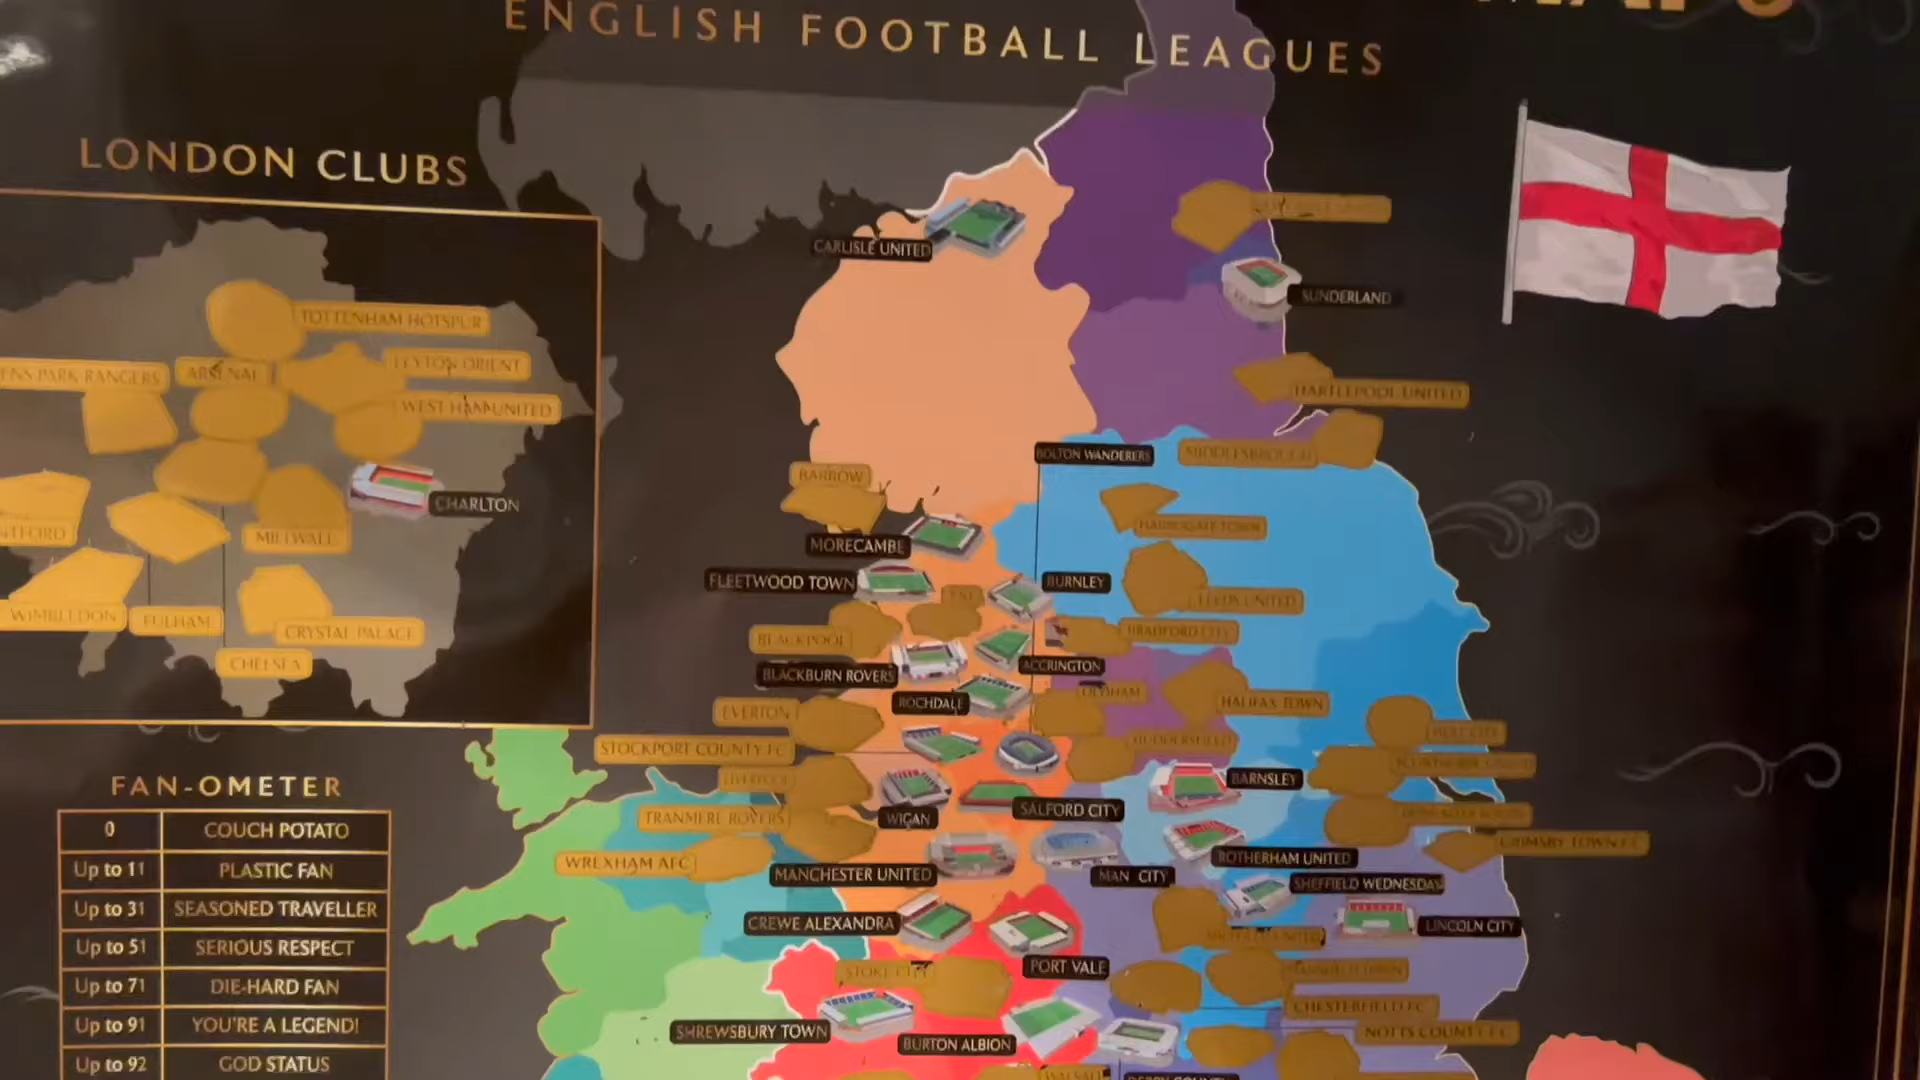 ENGLISH FOOTBALL LEAGUES
LONDON CLUBS
TOTTENHAM HOTSPUR
LEYTON ORIENT
PARK RANGERS
ARSENAL
WEST HAM UNITED
CHARLTON
MILLWALL
WIMBLEDON
FULHAM
CRYSTAL PALACE
CHELSEA
CARLISLE UNITED
SUNDERLAND
HARTLEPOOL UNITED
BOLTON WANDERERS
MIDDLESBROUGH
BARROW
HARROGATE TOWN
MORECAMBE
FLEETWOOD TOWN
BURNLEY
LEEDS UNITED
BLACKPOOL
BRADFORD CITY
BLACKBURN ROVERS
ACCRINGTON
ROCHDALE
OLDHAM
HALIFAX TOWN
EVERTON
STOCKPORT COUNTY FC
HUDDERSFIELD
HULL CITY
LIVERPOOL
BARNSLEY
TRANMERE ROVERS
WIGAN
SALFORD CITY
WREXHAM AFC
MANCHESTER UNITED
MAN CITY
ROTHERHAM UNITED
GRIMSBY TOWN F.C
SHEFFIELD WEDNESDAY
CREWE ALEXANDRA
LINCOLN CITY
STOKE CITY
PORT VALE
CHESTERFIELD FC
SHREWSBURY TOWN
BURTON ALBION
NOTTS COUNTY F.C
WALSALL
FAN-OMETER
0 COUCH POTATO
Up to 11 PLASTIC FAN
Up to 31 SEASONED TRAVELLER
Up to 51 SERIOUS RESPECT
Up to 71 DIE-HARD FAN
Up to 91 YOU'RE A LEGEND!
Up to 92 GOD STATUS